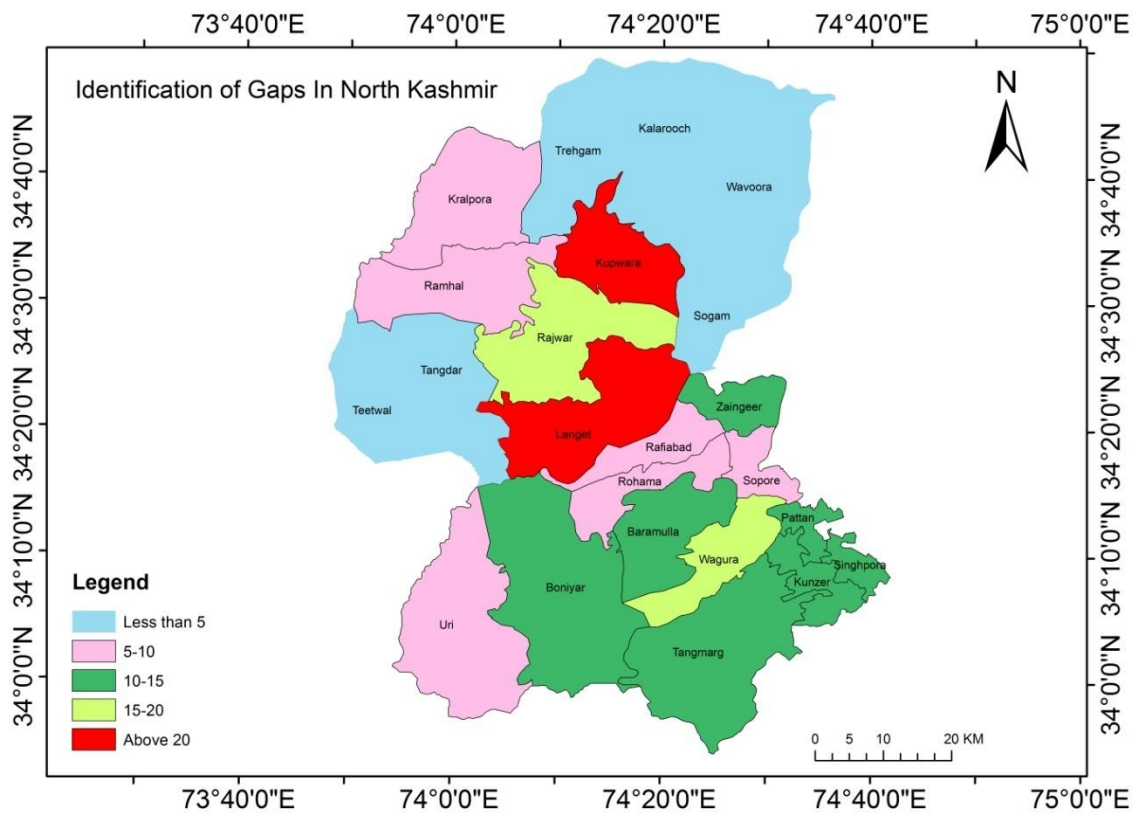 73°40'0"E 74°0'0"E 74°20'0"E 74°40'0"E 75°0'0"E
Identification of Gaps In North Kashmir
N
34°40'0"N
34°30'0"N
34°20'0"N
34°10'0"N
34°0'0"N
34°40'0"N
34°30'0"N
34°20'0"N
34°10'0"N
34°0'0"N
Kalarooch
Trehgam
Wavoora
Kralpora
Kupwara
Ramhal
Sogam
Rajwar
Tangdar
Teetwal
Zaingeer
Langet
Rafiabad
Rohama
Sopore
Pattan
Baramulla
Wagura
Singhpora
Kunzer
Boniyar
Uri
Tangmarg
Legend
Less than 5
5-10
10-15
15-20
Above 20
0 5 10 20 KM
73°40'0"E 74°0'0"E 74°20'0"E 74°40'0"E 75°0'0"E